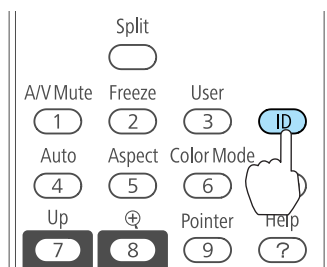 Split
A/V Mute Freeze User
1 2 3 ID
Auto Aspect Color Mode
4 5 6
Up Pointer Help
7 8 9 ?